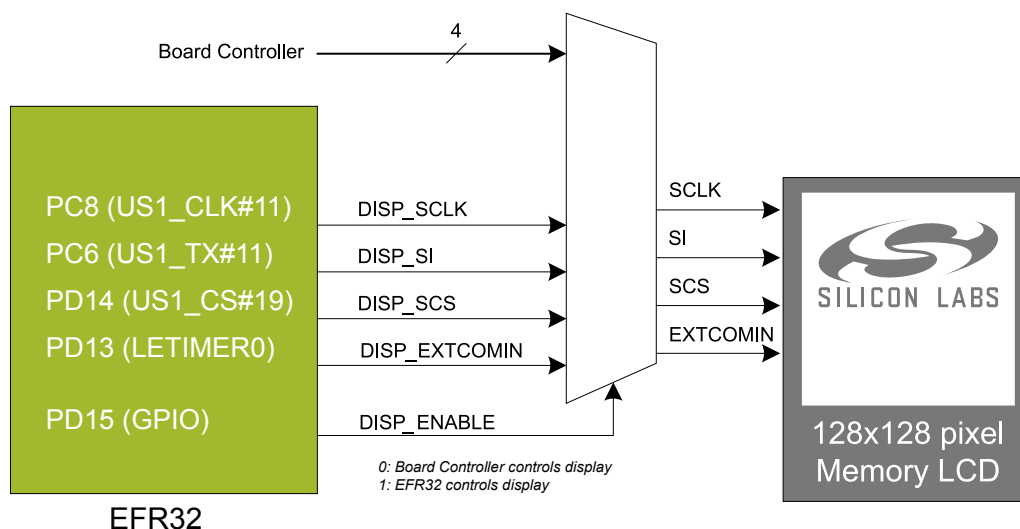 4
Board Controller
PC8 (US1_CLK#11)
DISP_SCLK
SCLK
PC6 (US1_TX#11)
DISP_SI
SI
PD14 (US1_CS#19)
DISP_SCS
SCS
PD13 (LETIMER0)
DISP_EXTCOMIN
EXTCOMIN
PD15 (GPIO)
DISP_ENABLE
0: Board Controller controls display
1: EFR32 controls display
EFR32
SILICON LABS
128x128 pixel
Memory LCD